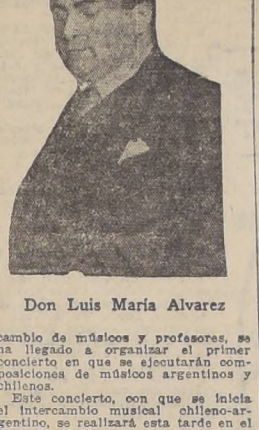 Don Luis María Alvarez
cambio de músicos y profesores, se
ha llegado a organizar el primer
concierto en que se ejecutarán com-
posiciones de músicos argentinos y
chilenos.
Este concierto, con que se inicia
el intercambio musical chileno-ar-
gentino, se realizará esta tarde en el